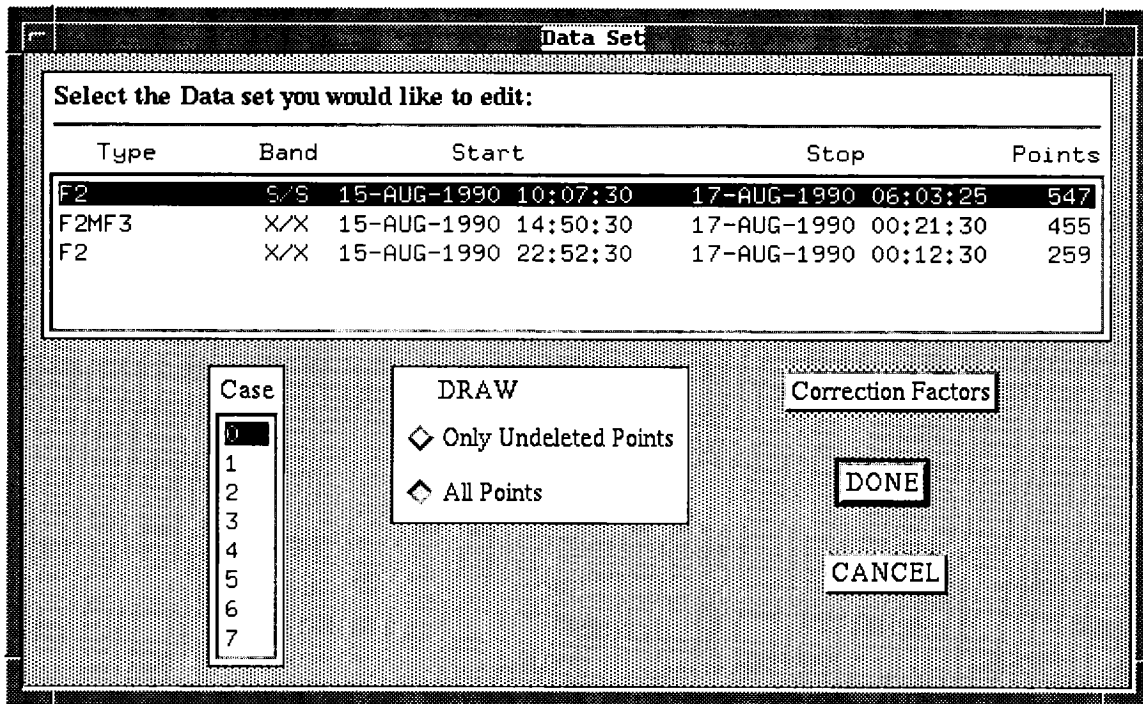 Data Set
Select the Data set you would like to edit:
Type Band Start Stop Points
F2 S/S 15-AUG-1990 10:07:30 17-AUG-1990 06:03:25 547
F2MF3 X/X 15-AUG-1990 14:50:30 17-AUG-1990 00:21:30 455
F2 X/X 15-AUG-1990 22:52:30 17-AUG-1990 00:12:30 259
Case
0
1
2
3
4
5
6
7
DRAW
Only Undeleted Points
All Points
Correction Factors
DONE
CANCEL